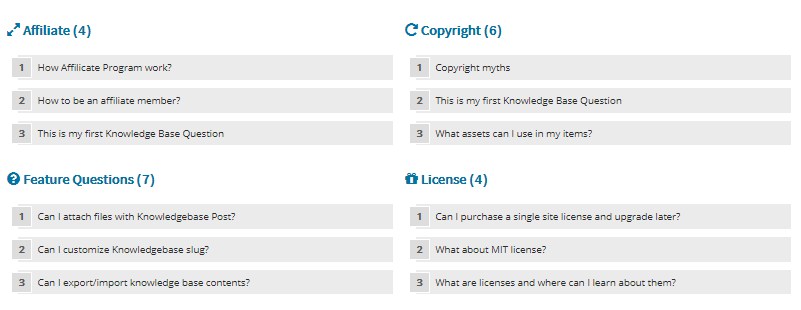 Affiliate (4)
1 How Affilicate Program work?
2 How to be an affiliate member?
3 This is my first Knowledge Base Question
Copyright (6)
1 Copyright myths
2 This is my first Knowledge Base Question
3 What assets can I use in my items?
Feature Questions (7)
1 Can I attach files with Knowledgebase Post?
2 Can I customize Knowledgebase slug?
3 Can I export/import knowledge base contents?
License (4)
1 Can I purchase a single site license and upgrade later?
2 What about MIT license?
3 What are licenses and where can I learn about them?